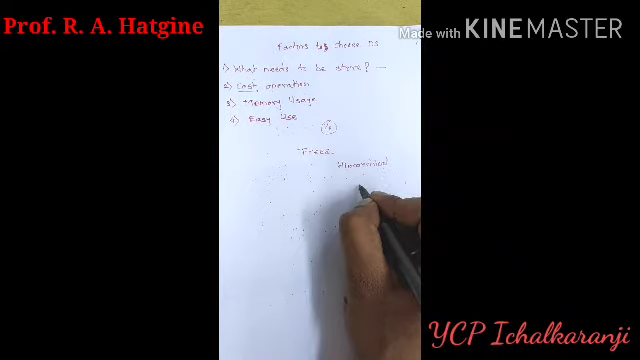 Prof. R. A. Hatgine
Made with KINEMASTER
Factors to choose DS
1) What needs to be store? —
2) Cost operation
3) Memory Usage
4) Easy Use
Freez
YCP Ichalkaranji